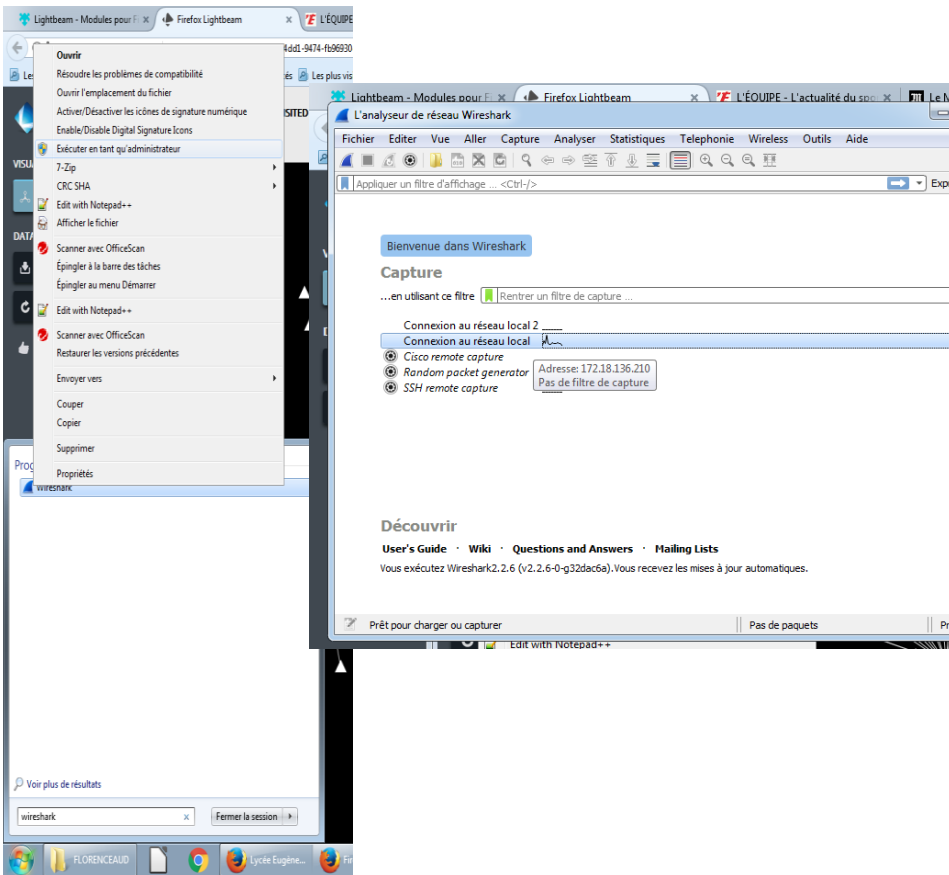 Lightbeam - Modules pour F x
Firefox Lightbeam x
L'ÉQUIPE
4dd1-9474-fb96930
Les
és
Les plus vis
Ouvrir
Résoudre les problèmes de compatibilité
Ouvrir l'emplacement du fichier
Activer/Désactiver les icônes de signature numérique
Enable/Disable Digital Signature Icons
Exécuter en tant qu'administrateur
7-Zip
CRC SHA
Edit with Notepad++
Afficher le fichier
Scanner avec OfficeScan
Épingler à la barre des tâches
Épingler au menu Démarrer
Edit with Notepad++
Scanner avec OfficeScan
Restaurer les versions précédentes
Envoyer vers
Couper
Copier
Supprimer
Propriétés
SITED
VISU
DATA
Prog
wireshark
Voir plus de résultats
wireshark x
Fermer la session
FLORENCEAUD
Lycée Eugène...
Fir
Lightbeam - Modules pour Fi x
Firefox Lightbeam x
L'ÉQUIPE - L'actualité du spo x
Le M
L'analyseur de réseau Wireshark
Fichier Editer Vue Aller Capture Analyser Statistiques Telephonie Wireless Outils Aide
Appliquer un filtre d'affichage ... <Ctrl-/>
Expr
Bienvenue dans Wireshark
Capture
...en utilisant ce filtre
Rentrer un filtre de capture ...
Connexion au réseau local 2
Connexion au réseau local
Cisco remote capture
Random packet generator
SSH remote capture
Adresse: 172.18.136.210
Pas de filtre de capture
Découvrir
User's Guide · Wiki · Questions and Answers · Mailing Lists
Vous exécutez Wireshark2.2.6 (v2.2.6-0-g32dac6a).Vous recevez les mises à jour automatiques.
Prêt pour charger ou capturer
Pas de paquets
Pr
Edit with Notepad++